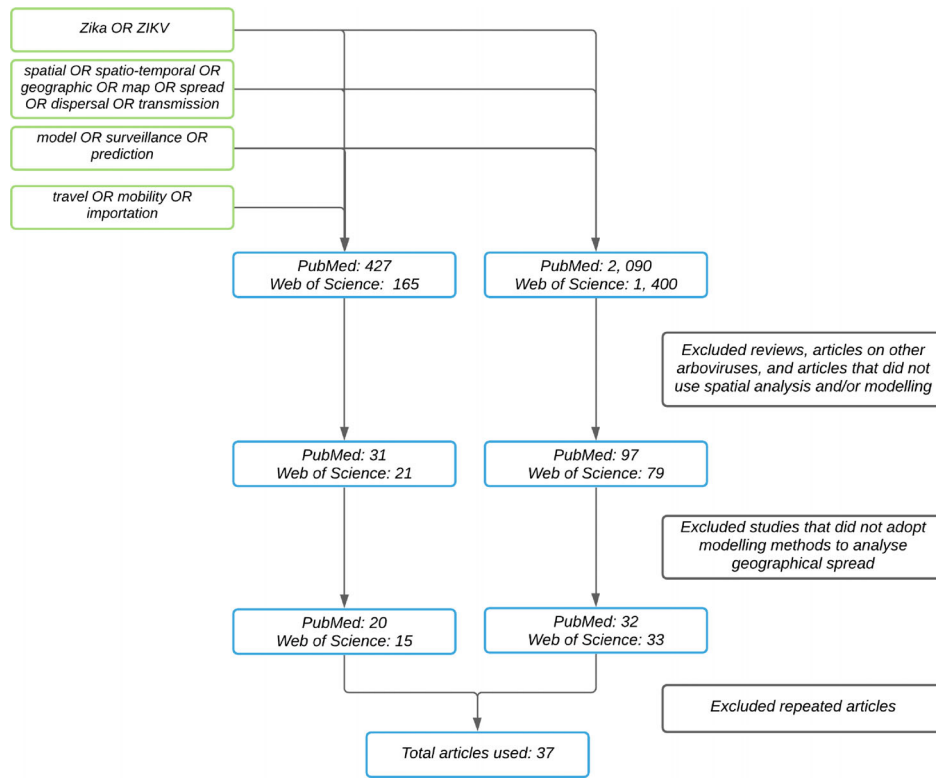 Zika OR ZIKV
spatial OR spatio-temporal OR
geographic OR map OR spread
OR dispersal OR transmission
model OR surveillance OR
prediction
travel OR mobility OR
importation
PubMed: 427
Web of Science: 165
PubMed: 2, 090
Web of Science: 1, 400
Excluded reviews, articles on other
arboviruses, and articles that did not
use spatial analysis and/or modelling
PubMed: 31
Web of Science: 21
PubMed: 97
Web of Science: 79
Excluded studies that did not adopt
modelling methods to analyse
geographical spread
PubMed: 20
Web of Science: 15
PubMed: 32
Web of Science: 33
Excluded repeated articles
Total articles used: 37